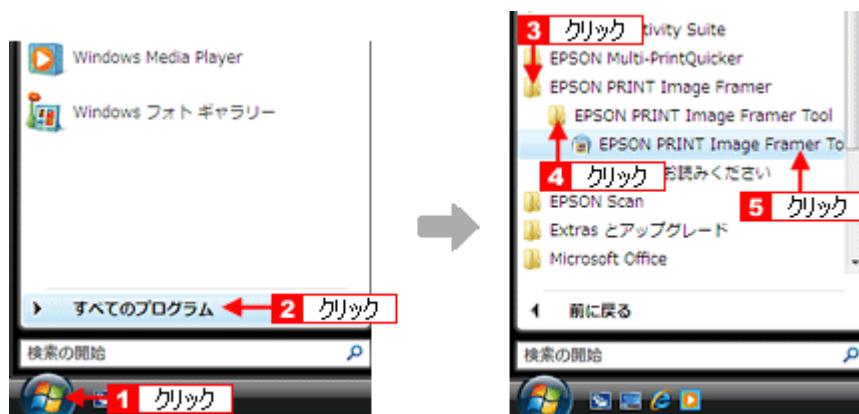 Windows Media Player
Windows フォト ギャラリー
すべてのプログラム
2 クリック
検索の開始
1 クリック
3 クリック
tivity Suite
EPSON Multi-PrintQuicker
EPSON PRINT Image Framer
EPSON PRINT Image Framer Tool
EPSON PRINT Image Framer To
4 クリック
お読みください
5 クリック
EPSON Scan
Extras とアップグレード
Microsoft Office
前に戻る
検索の開始